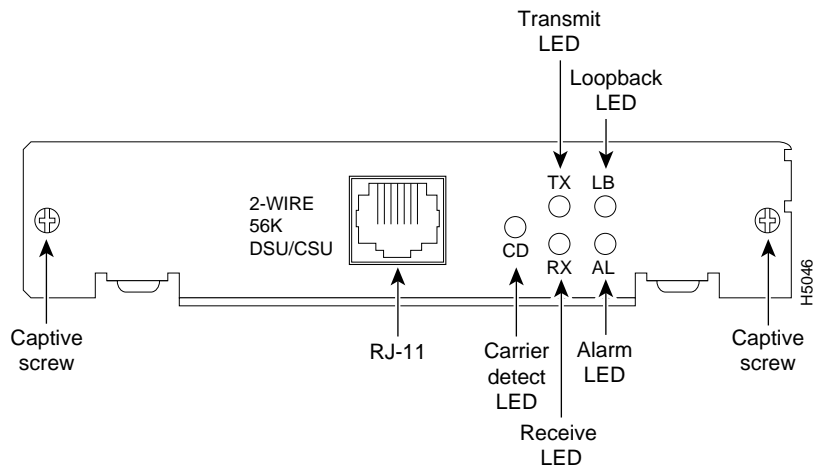 Transmit
LED
Loopback
LED
TX LB
2-WIRE
56K
DSU/CSU
CD
RX AL
H5046
Captive
screw
RJ-11
Carrier
detect
LED
Alarm
LED
Captive
screw
Receive
LED